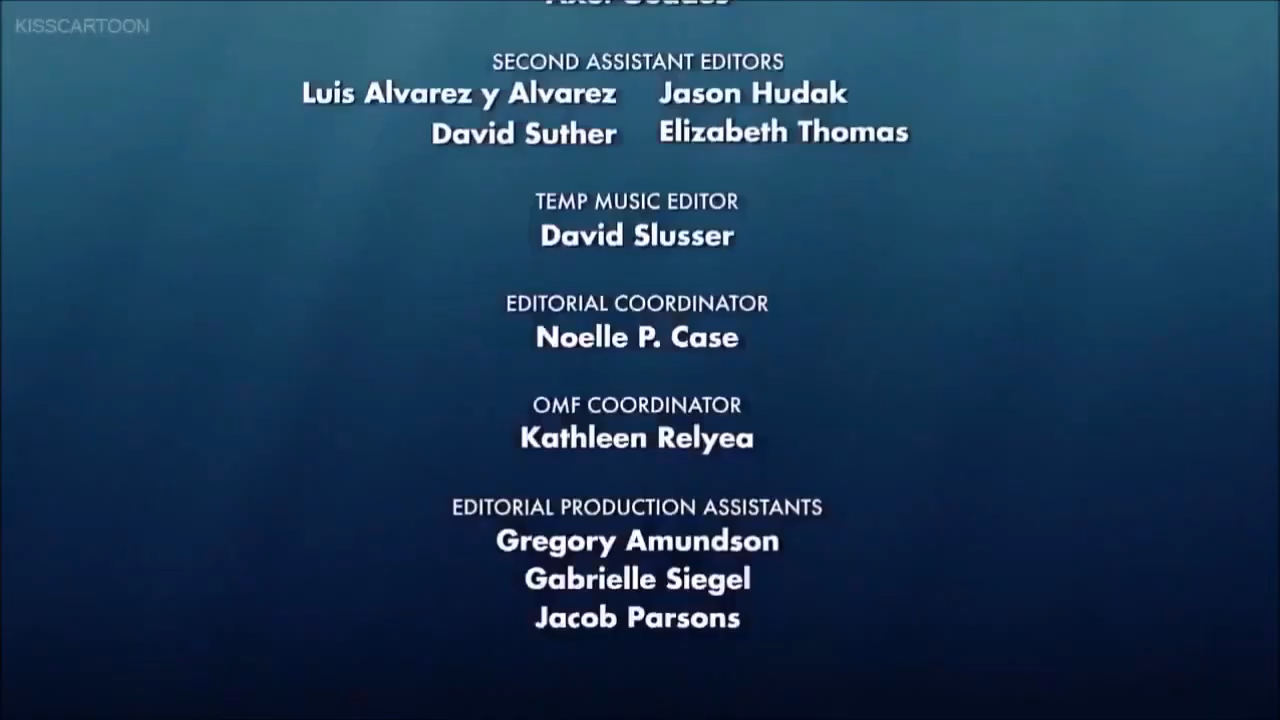 KISSCARTOON
SECOND ASSISTANT EDITORS
Luis Alvarez y Alvarez Jason Hudak
David Suther Elizabeth Thomas
TEMP MUSIC EDITOR
David Slusser
EDITORIAL COORDINATOR
Noelle P. Case
OMF COORDINATOR
Kathleen Relyea
EDITORIAL PRODUCTION ASSISTANTS
Gregory Amundson
Gabrielle Siegel
Jacob Parsons